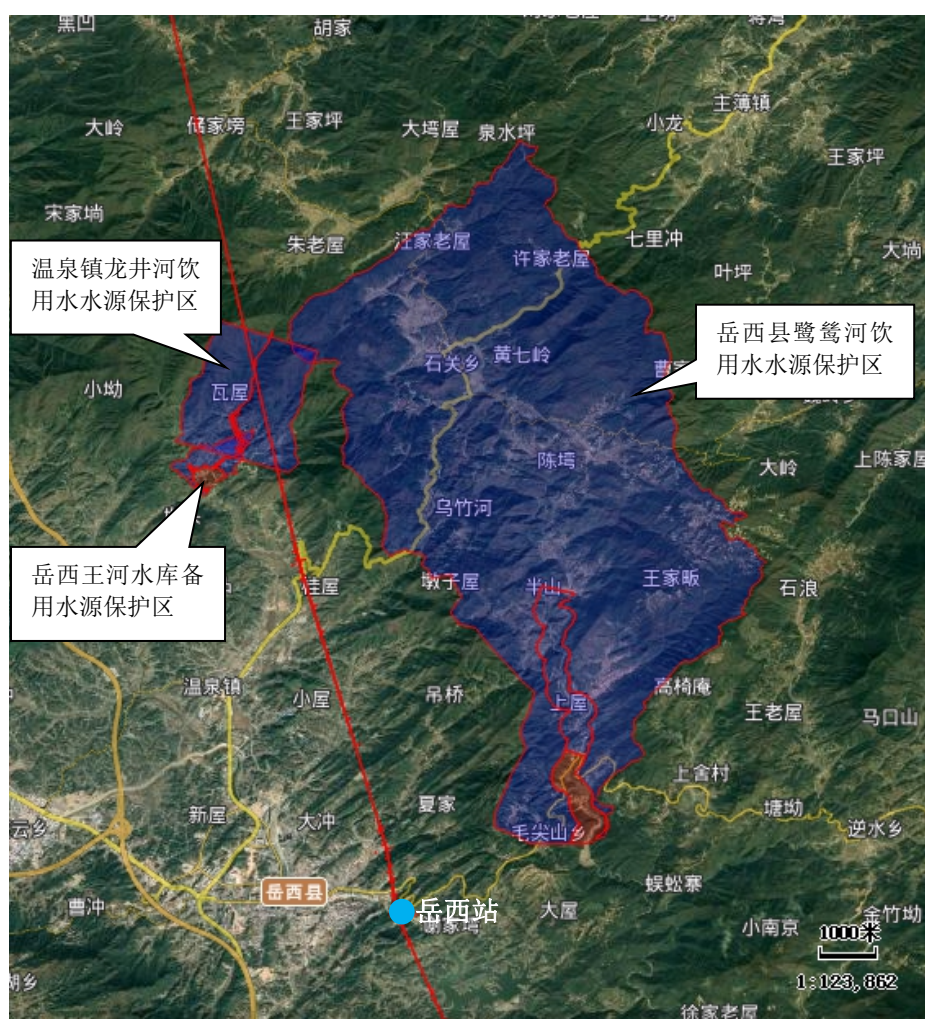 黑凹
胡家
大岭
储家塝
王家坪
大塆屋
泉水坪
小龙
主薄镇
王家坪
宋家埫
朱老屋
汪家老屋
许家老屋
七里冲
大埫
叶坪
温泉镇龙井河饮
用水水源保护区
岳西县鹭鸶河饮
用水水源保护区
石关乡
黄七岭
小坳
瓦屋
陈塆
大岭
上陈家屋
乌竹河
岳西王河水库备
用水源保护区
桂屋
墩子屋
半山
王家畈
石浪
温泉镇
小屋
吊桥
上屋
高椅庵
王老屋
马口山
上舍村
新屋
大冲
夏家
毛尖山乡
塘坳
逆水乡
云乡
岳西县
蜈蚣寨
曹冲
岳西站
大屋
小南京
金竹坳
1000米
1:123,862
湖乡
徐家老屋